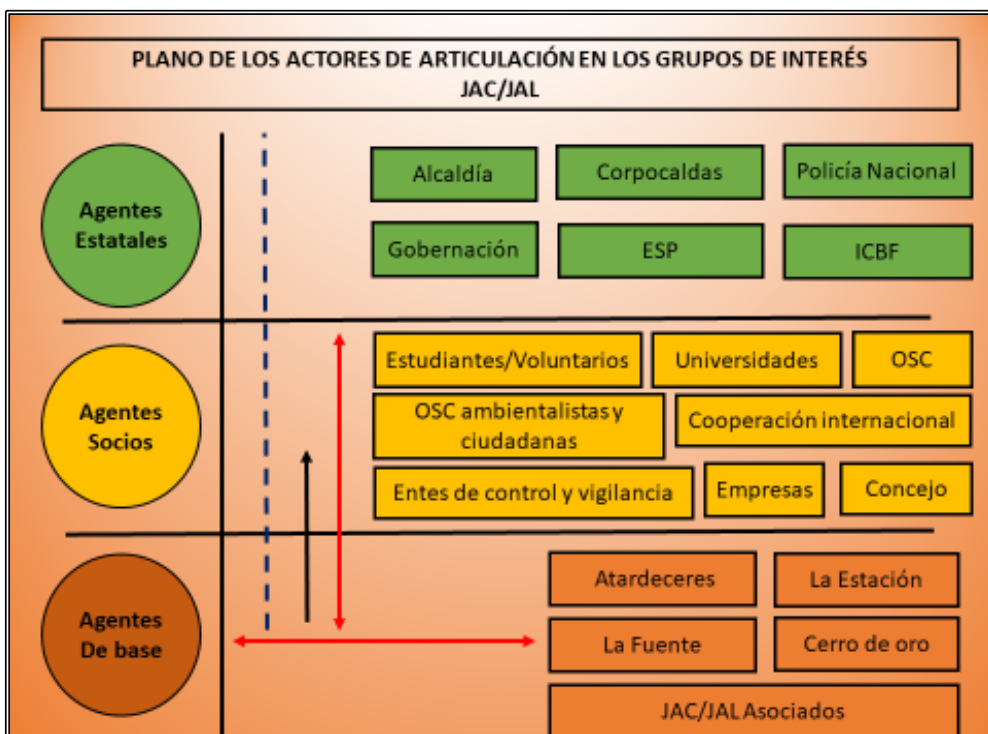 PLANO DE LOS ACTORES DE ARTICULACIÓN EN LOS GRUPOS DE INTERÉS
JAC/JAL
Agentes
Estatales
Alcaldía
Corpocaldas
Policía Nacional
Gobernación
ESP
ICBF
Agentes
Socios
Estudiantes/Voluntarios
Universidades
OSC
OSC ambientalistas y
ciudadanas
Cooperación internacional
Entes de control y vigilancia
Empresas
Concejo
Agentes
De base
Atardeceres
La Estación
La Fuente
Cerro de oro
JAC/JAL Asociados